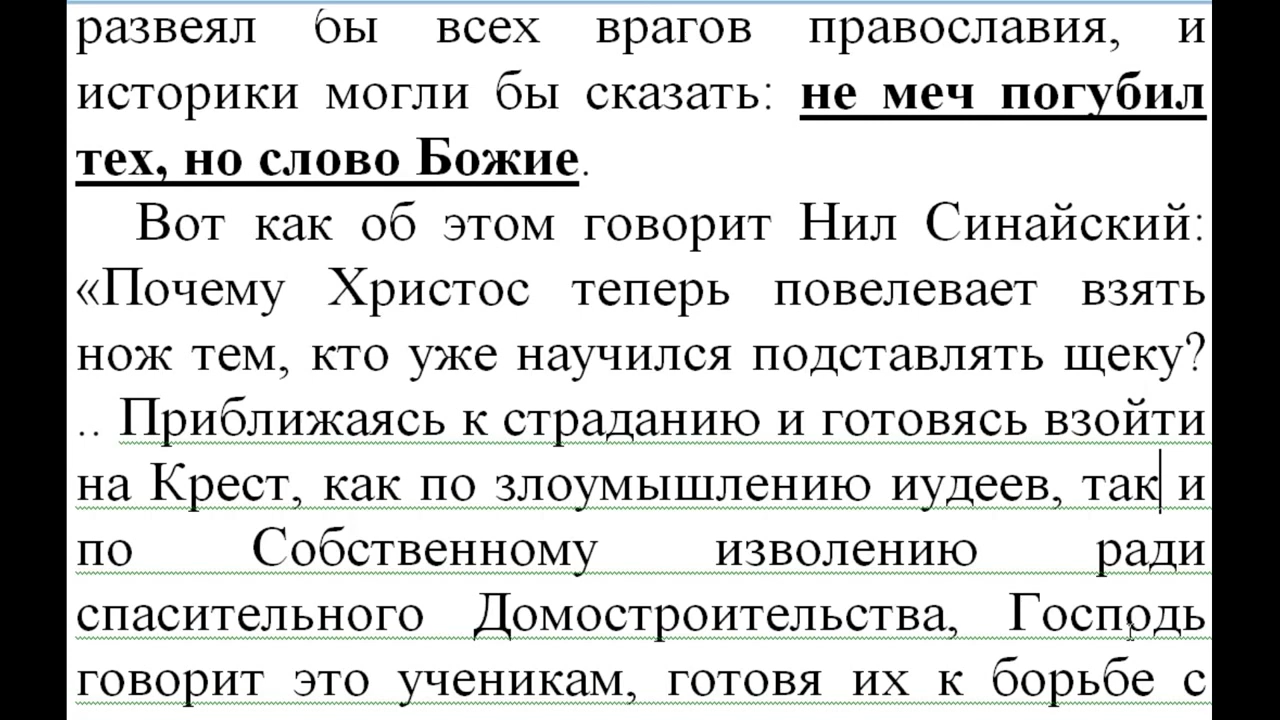 развеял бы всех врагов православия, и
историки могли бы сказать: не меч погубил
тех, но слово Божие.
Вот как об этом говорит Нил Синайский:
«Почему Христос теперь повелевает взять
нож тем, кто уже научился подставлять щеку?
.. Приближаясь к страданию и готовясь взойти
на Крест, как по злоумышлению иудеев, так и
по Собственному изволению ради
спасительного Домостроительства, Господь
говорит это ученикам, готовя их к борьбе с